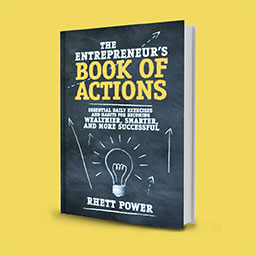 THE
ENTREPRENEUR'S
BOOK OF
ACTIONS
ESSENTIAL DAILY EXERCISES
AND HABITS FOR BECOMING
WEALTHIER, SMARTER,
AND MORE SUCCESSFUL
RHETT POWER